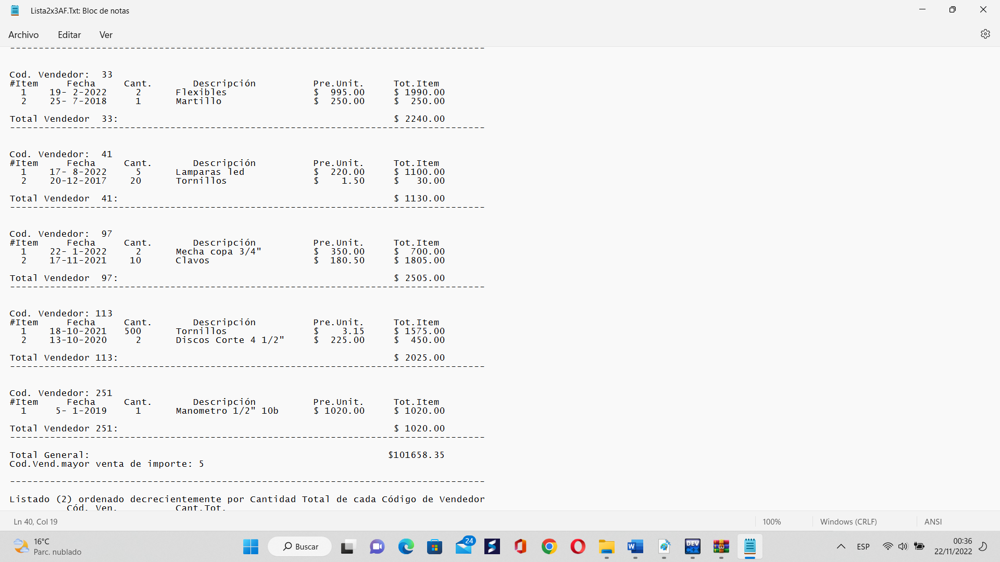 Lista2x3AF.Txt: Bloc de notas
Archivo Editar Ver
-----------------------------------------------------------------------------------
Cod. Vendedor:  33
#Item     Fecha     Cant.       Descripción          Pre.Unit.     Tot.Item
  1    19- 2-2022     2      Flexibles               $  995.00     $ 1990.00
  2    25- 7-2018     1      Martillo                $  250.00     $  250.00
Total Vendedor  33:                                                $ 2240.00
-----------------------------------------------------------------------------------
Cod. Vendedor:  41
#Item     Fecha     Cant.       Descripción          Pre.Unit.     Tot.Item
  1    17- 8-2022     5      Lamparas led            $  220.00     $ 1100.00
  2    20-12-2017    20      Tornillos               $    1.50     $   30.00
Total Vendedor  41:                                                $ 1130.00
-----------------------------------------------------------------------------------
Cod. Vendedor:  97
#Item     Fecha     Cant.       Descripción          Pre.Unit.     Tot.Item
  1    22- 1-2022     2      Mecha copa 3/4"         $  350.00     $  700.00
  2    17-11-2021    10      Clavos                  $  180.50     $ 1805.00
Total Vendedor  97:                                                $ 2505.00
-----------------------------------------------------------------------------------
Cod. Vendedor: 113
#Item     Fecha     Cant.       Descripción          Pre.Unit.     Tot.Item
  1    18-10-2021   500      Tornillos               $    3.15     $ 1575.00
  2    13-10-2020     2      Discos Corte 4 1/2"     $  225.00     $  450.00
Total Vendedor 113:                                                $ 2025.00
-----------------------------------------------------------------------------------
Cod. Vendedor: 251
#Item     Fecha     Cant.       Descripción          Pre.Unit.     Tot.Item
  1     5- 1-2019     1      Manometro 1/2" 10b      $ 1020.00     $ 1020.00
Total Vendedor 251:                                                $ 1020.00
-----------------------------------------------------------------------------------
Total General:                                                    $101658.35
Cod.Vend.mayor venta de importe: 5
-----------------------------------------------------------------------------------
Listado (2) ordenado decrecientemente por Cantidad Total de cada Código de Vendedor
          Cód. Ven.          Cant.Tot.
Ln 40, Col 19 100% Windows (CRLF) ANSI
16°C
Parc. nublado
Buscar
24
W
DEV
C++
ESP
00:36
22/11/2022